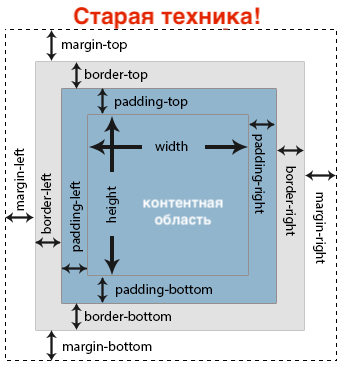 Старая техника!
margin-top
border-top
padding-top
width
margin-left
border-left
padding-left
height
контентная
область
padding-right
border-right
margin-right
padding-bottom
border-bottom
margin-bottom